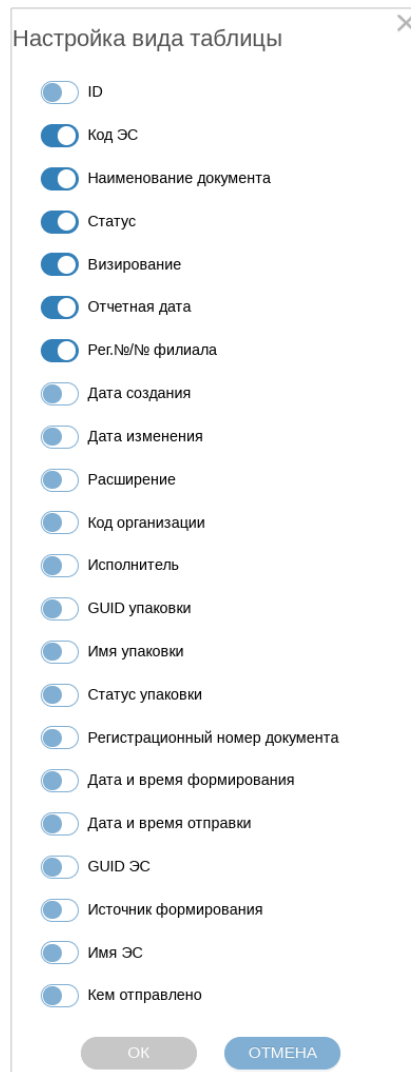 Настройка вида таблицы
ID
Код ЭС
Наименование документа
Статус
Визирование
Отчетная дата
Рег.№/№ филиала
Дата создания
Дата изменения
Расширение
Код организации
Исполнитель
GUID упаковки
Имя упаковки
Статус упаковки
Регистрационный номер документа
Дата и время формирования
Дата и время отправки
GUID ЭС
Источник формирования
Имя ЭС
Кем отправлено
ОК ОТМЕНА